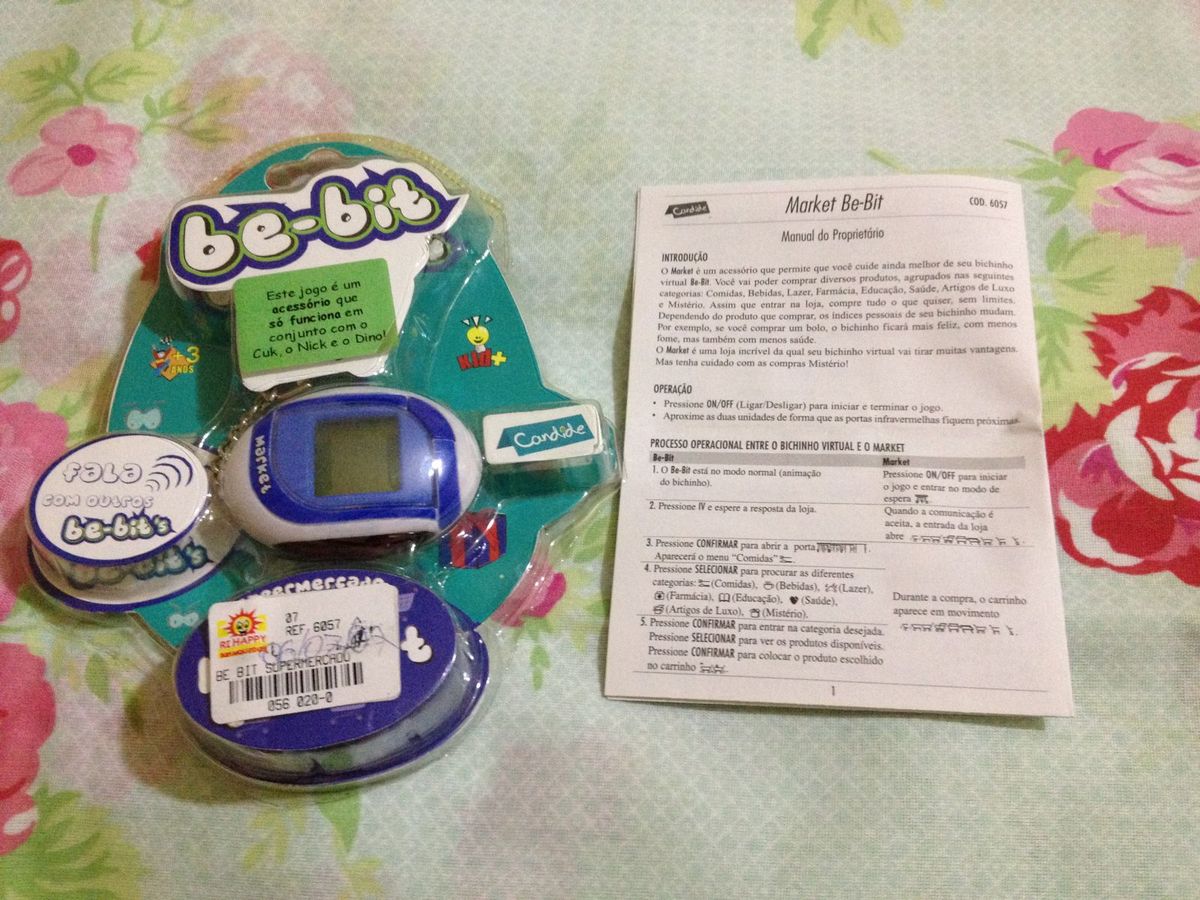 be-bit
Este jogo é um
acessório que
só funciona em
conjunto com o
Cuk, o Nick e o Dino!
+3
ANOS
KID+
Market
Candide
fala
com outros
be-bit's
07
REF. 6057
RI HAPPY
BRINQUEDOS
BE BIT SUPERMERCADO
056 020-0
Candide
Market Be-Bit
COD. 6057
Manual do Proprietário
INTRODUÇÃO
O Market é um acessório que permite que você cuide ainda melhor de seu bichinho
virtual Be-Bit. Você vai poder comprar diversos produtos, agrupados nas seguintes
categorias: Comidas, Bebidas, Lazer, Farmácia, Educação, Saúde, Artigos de Luxo
e Mistério. Assim que entrar na loja, compre tudo o que quiser, sem limites.
Dependendo do produto que comprar, os índices pessoais de seu bichinho mudam.
Por exemplo, se você comprar um bolo, o bichinho ficará mais feliz, com menos
fome, mas também com menos saúde.
O Market é uma loja incrível da qual seu bichinho virtual vai tirar muitas vantagens.
Mas tenha cuidado com as compras Mistério!
OPERAÇÃO
• Pressione ON/OFF (Ligar/Desligar) para iniciar e terminar o jogo.
• Aproxime as duas unidades de forma que as portas infravermelhas fiquem próximas.
PROCESSO OPERACIONAL ENTRE O BICHINHO VIRTUAL E O MARKET
Be-Bit
Market
1. O Be-Bit está no modo normal (animação
do bichinho).
Pressione ON/OFF para iniciar
o jogo e entrar no modo de
espera
2. Pressione IV e espere a resposta da loja.
Quando a comunicação é
aceita, a entrada da loja
abre
3. Pressione CONFIRMAR para abrir a porta
Aparecerá o menu "Comidas"
4. Pressione SELECIONAR para procurar as diferentes
categorias: (Comidas), (Bebidas), (Lazer),
(Farmácia), (Educação), (Saúde),
(Artigos de Luxo), (Mistério).
Durante a compra, o carrinho
aparece em movimento
5. Pressione CONFIRMAR para entrar na categoria desejada.
Pressione SELECIONAR para ver os produtos disponíveis.
Pressione CONFIRMAR para colocar o produto escolhido
no carrinho
1